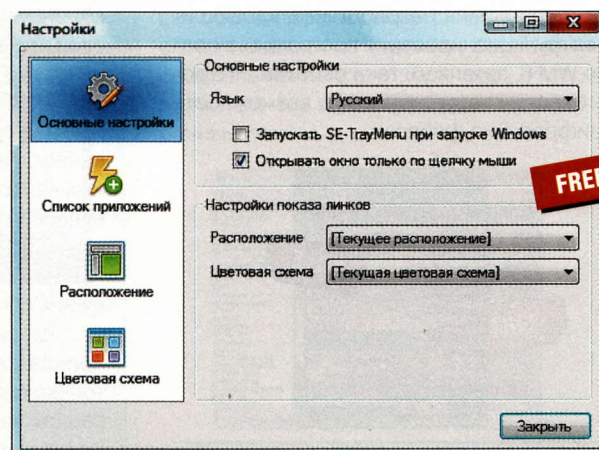 Настройки
Основные настройки
Список приложений
Расположение
Цветовая схема
Основные настройки
Язык
Русский
Запускать SE-TrayMenu при запуске Windows
Открывать окно только по щелчку мыши
Настройки показа линков
Расположение
[Текущее расположение]
Цветовая схема
[Текущая цветовая схема]
Закрыть